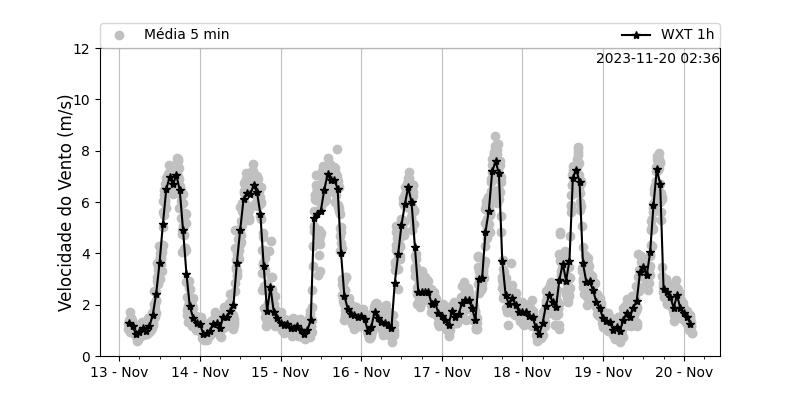 Média 5 min
WXT 1h
2023-11-20 02:36
Velocidade do Vento (m/s)
12
10
8
6
4
2
0
13 - Nov
14 - Nov
15 - Nov
16 - Nov
17 - Nov
18 - Nov
19 - Nov
20 - Nov